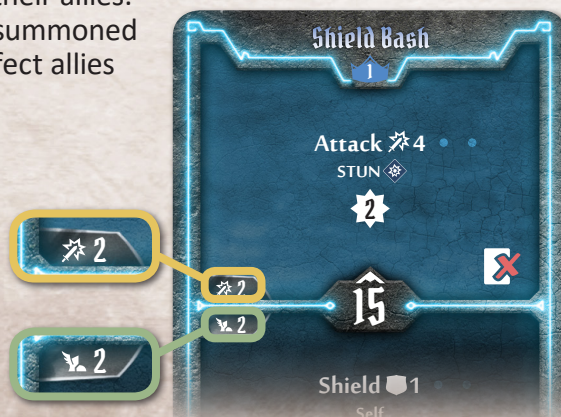 their allies.
summoned
fect allies
Shield Bash
1
Attack 4
STUN
2
2
2
15
2
2
Shield 1
Self